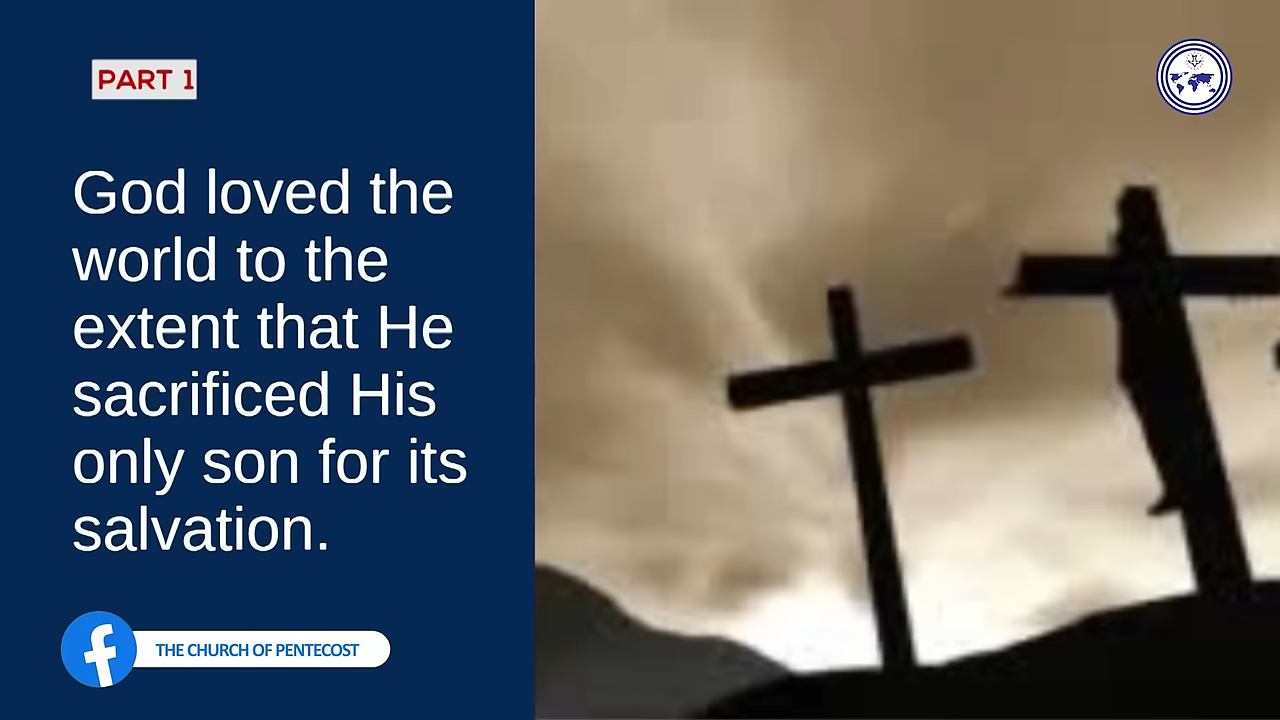 PART 1
God loved the
world to the
extent that He
sacrificed His
only son for its
salvation.
THE CHURCH OF PENTECOST